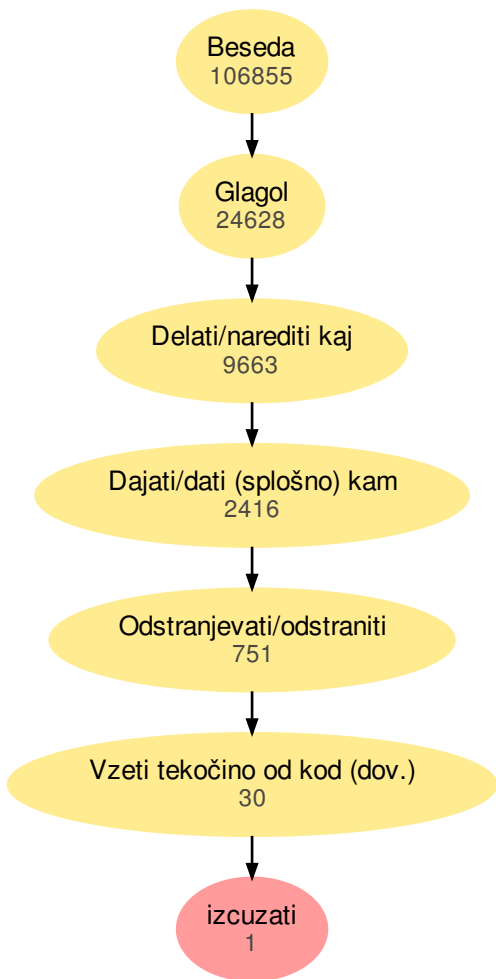 Beseda
106855
Glagol
24628
Delati/narediti kaj
9663
Dajati/dati (splošno) kam
2416
Odstranjevati/odstraniti
751
Vzeti tekočino od kod (dov.)
30
izcuzati
1